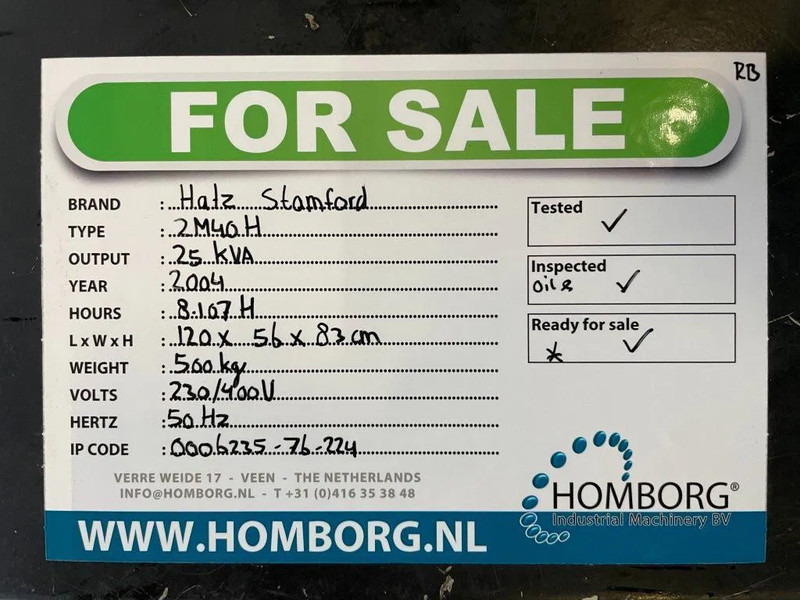 RB
FOR SALE
BRAND : Hatz Stamford
TYPE : 2M40H
OUTPUT : 25 kVA
YEAR : 2004
HOURS : 8.107 H
L x W x H : 120 x 56 x 83 cm
WEIGHT : 500 kg
VOLTS : 230/400V
HERTZ : 50 Hz
IP CODE : 0006235-76-224
Tested ✓
Inspected
oil ✓
Ready for sale
* ✓
VERRE WEIDE 17 - VEEN - THE NETHERLANDS
INFO@HOMBORG.NL - T +31 (0)416 35 38 48
HOMBORG®
Industrial Machinery BV
WWW.HOMBORG.NL